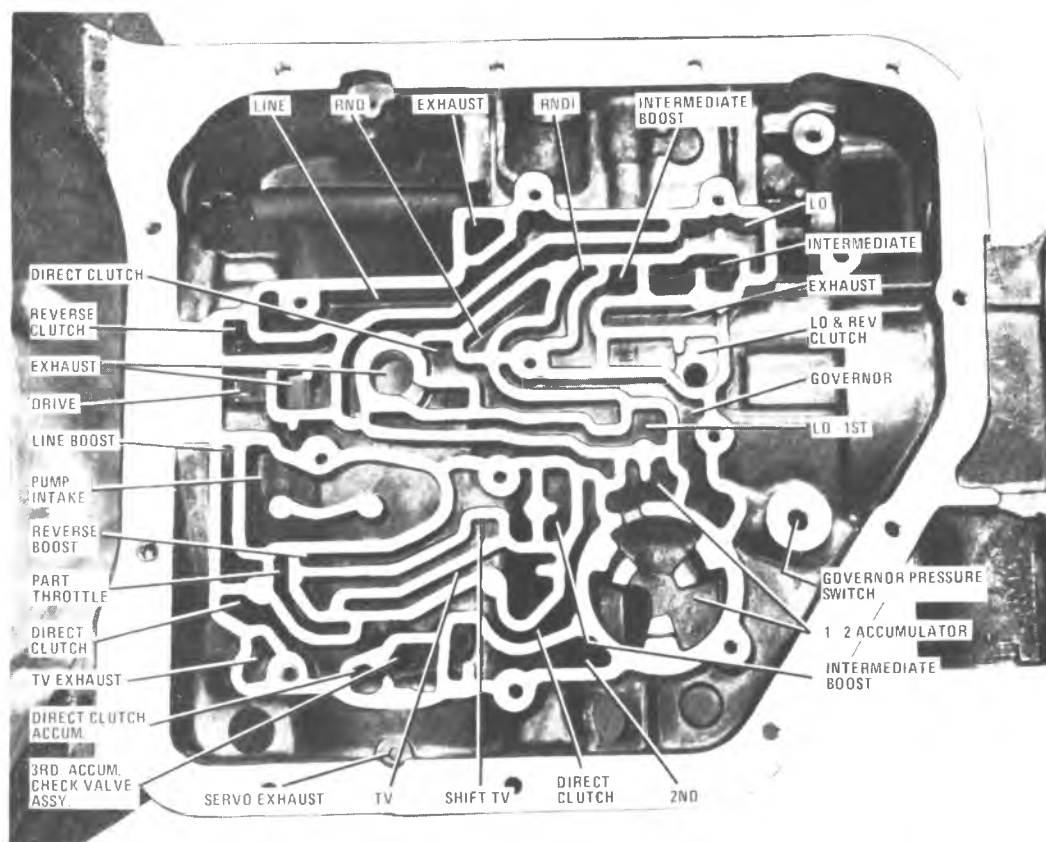 LINE
RND
EXHAUST
RND1
INTERMEDIATE
BOOST
LO
INTERMEDIATE
EXHAUST
LO & REV
CLUTCH
GOVERNOR
LO-1ST
DIRECT CLUTCH
REVERSE
CLUTCH
EXHAUST
DRIVE
LINE BOOST
PUMP
INTAKE
REVERSE
BOOST
PART
THROTTLE
DIRECT
CLUTCH
TV EXHAUST
DIRECT CLUTCH
ACCUM.
3RD. ACCUM.
CHECK VALVE
ASSY.
SERVO EXHAUST
TV
SHIFT TV
DIRECT
CLUTCH
2ND
GOVERNOR PRESSURE
SWITCH
1 2 ACCUMULATOR
INTERMEDIATE
BOOST